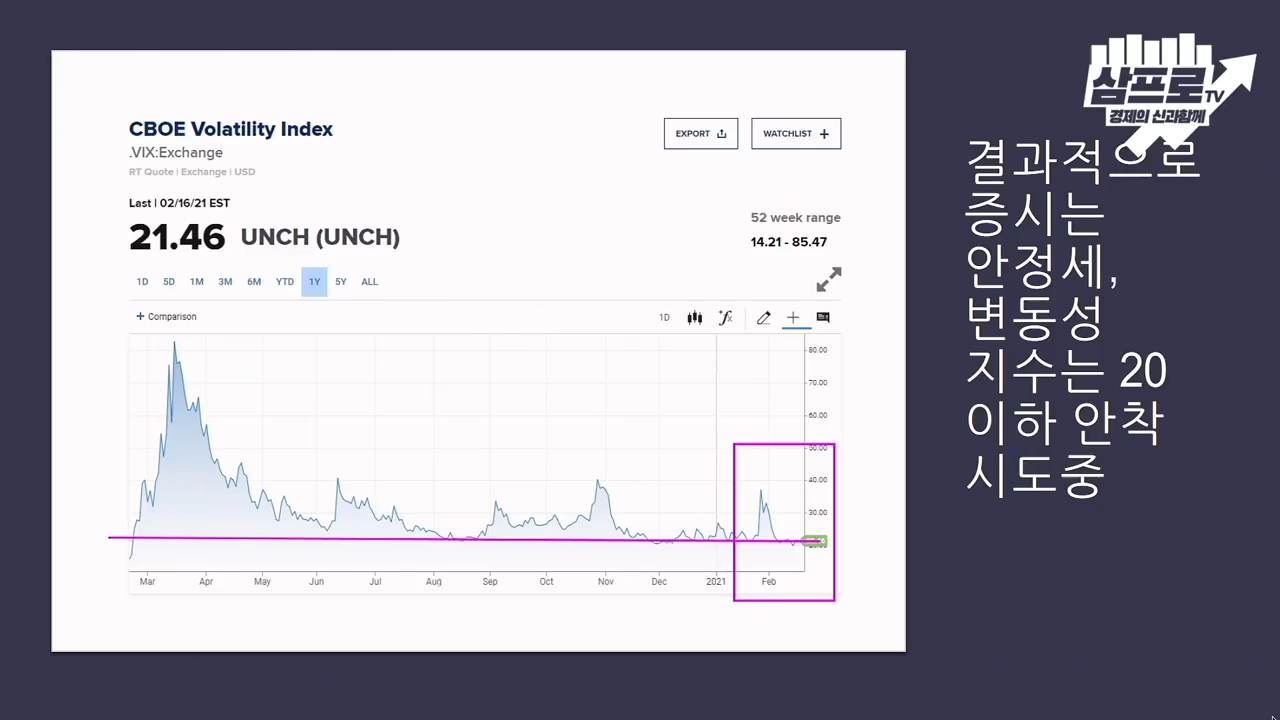 삼프로TV
경제의 신과함께
CBOE Volatility Index
.VIX:Exchange
RT Quote | Exchange | USD
EXPORT
WATCHLIST +
Last | 02/16/21 EST
21.46 UNCH (UNCH)
52 week range
14.21 - 85.47
1D 5D 1M 3M 6M YTD 1Y 5Y ALL
+ Comparison
1D
80.00
70.00
60.00
50.00
40.00
30.00
Mar Apr May Jun Jul Aug Sep Oct Nov Dec 2021 Feb
결과적으로
증시는
안정세,
변동성
지수는 20
이하 안착
시도중